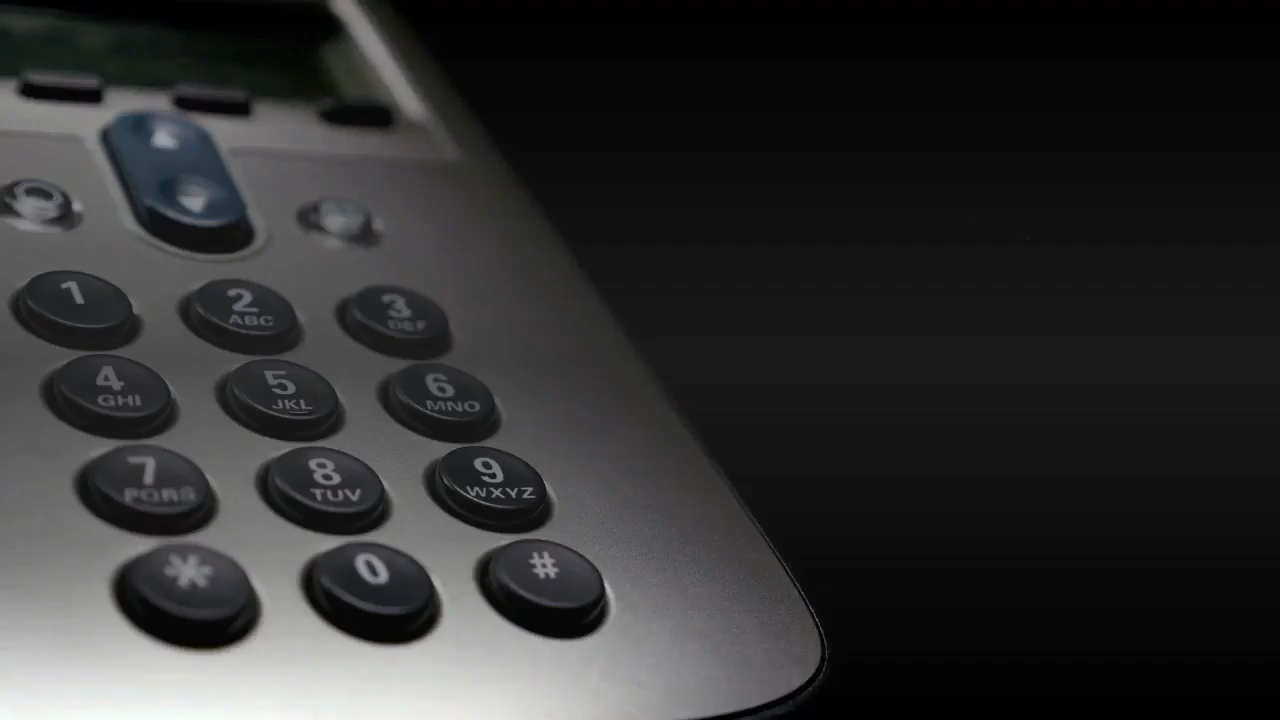 1 2 3
ABC DEF
4 5 6
GHI JKL MNO
7 8 9
PQRS TUV WXYZ
* 0 #